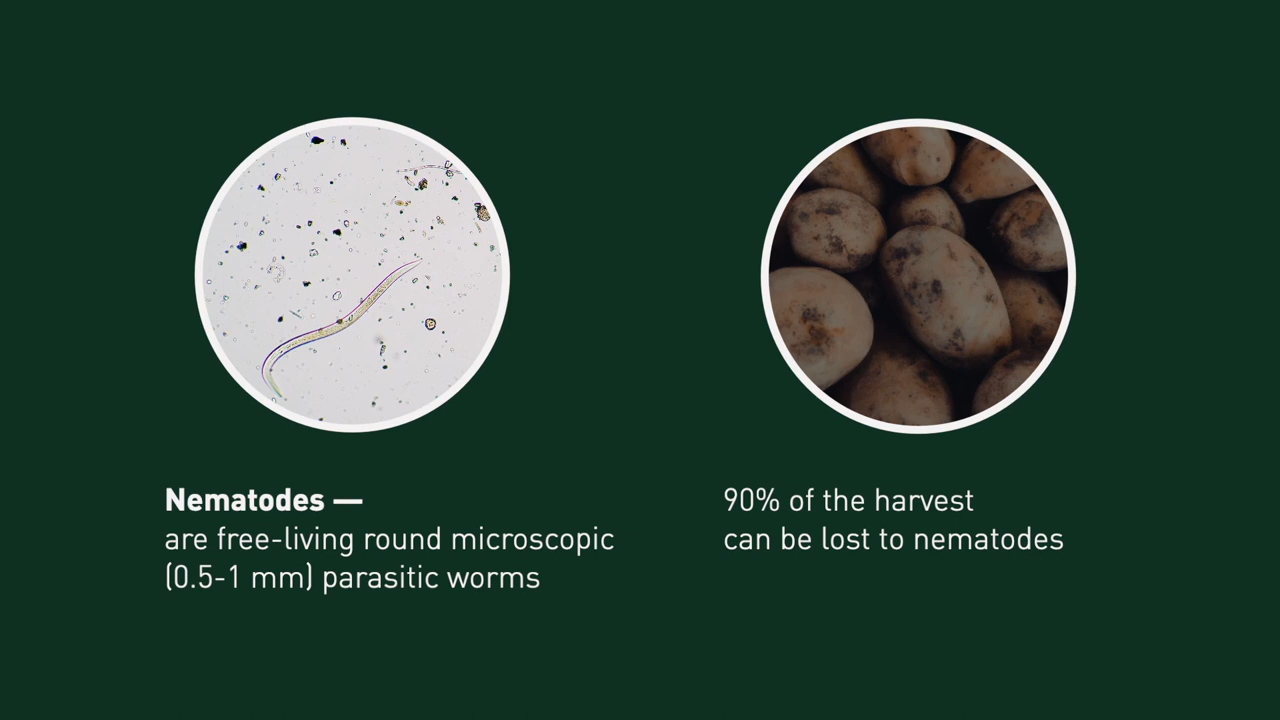 Nematodes —
are free-living round microscopic
(0.5-1 mm) parasitic worms
90% of the harvest
can be lost to nematodes